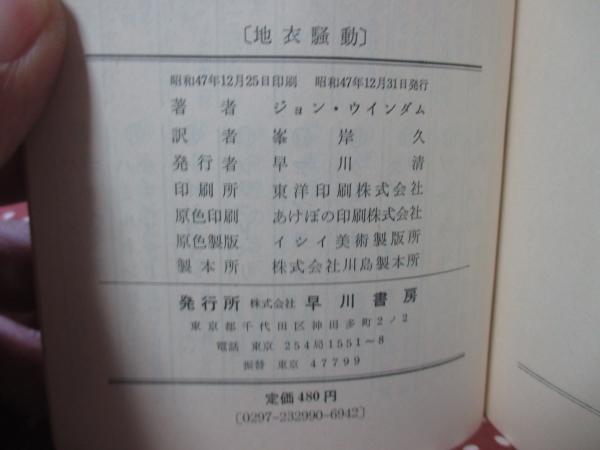 〔地衣騒動〕
昭和47年12月25日印刷 昭和47年12月31日発行
著者 ジョン・ウインダム
訳者 峯岸久
発行者 早川清
印刷所 東洋印刷株式会社
原色印刷 あけぼの印刷株式会社
原色製版 イシイ美術製版所
製本所 株式会社川島製本所
発行所 株式会社 早川書房
東京都千代田区神田多町2ノ2
電話 東京 254局1551~8
振替 東京 47799
定価480円
〔0297-232990-6942〕